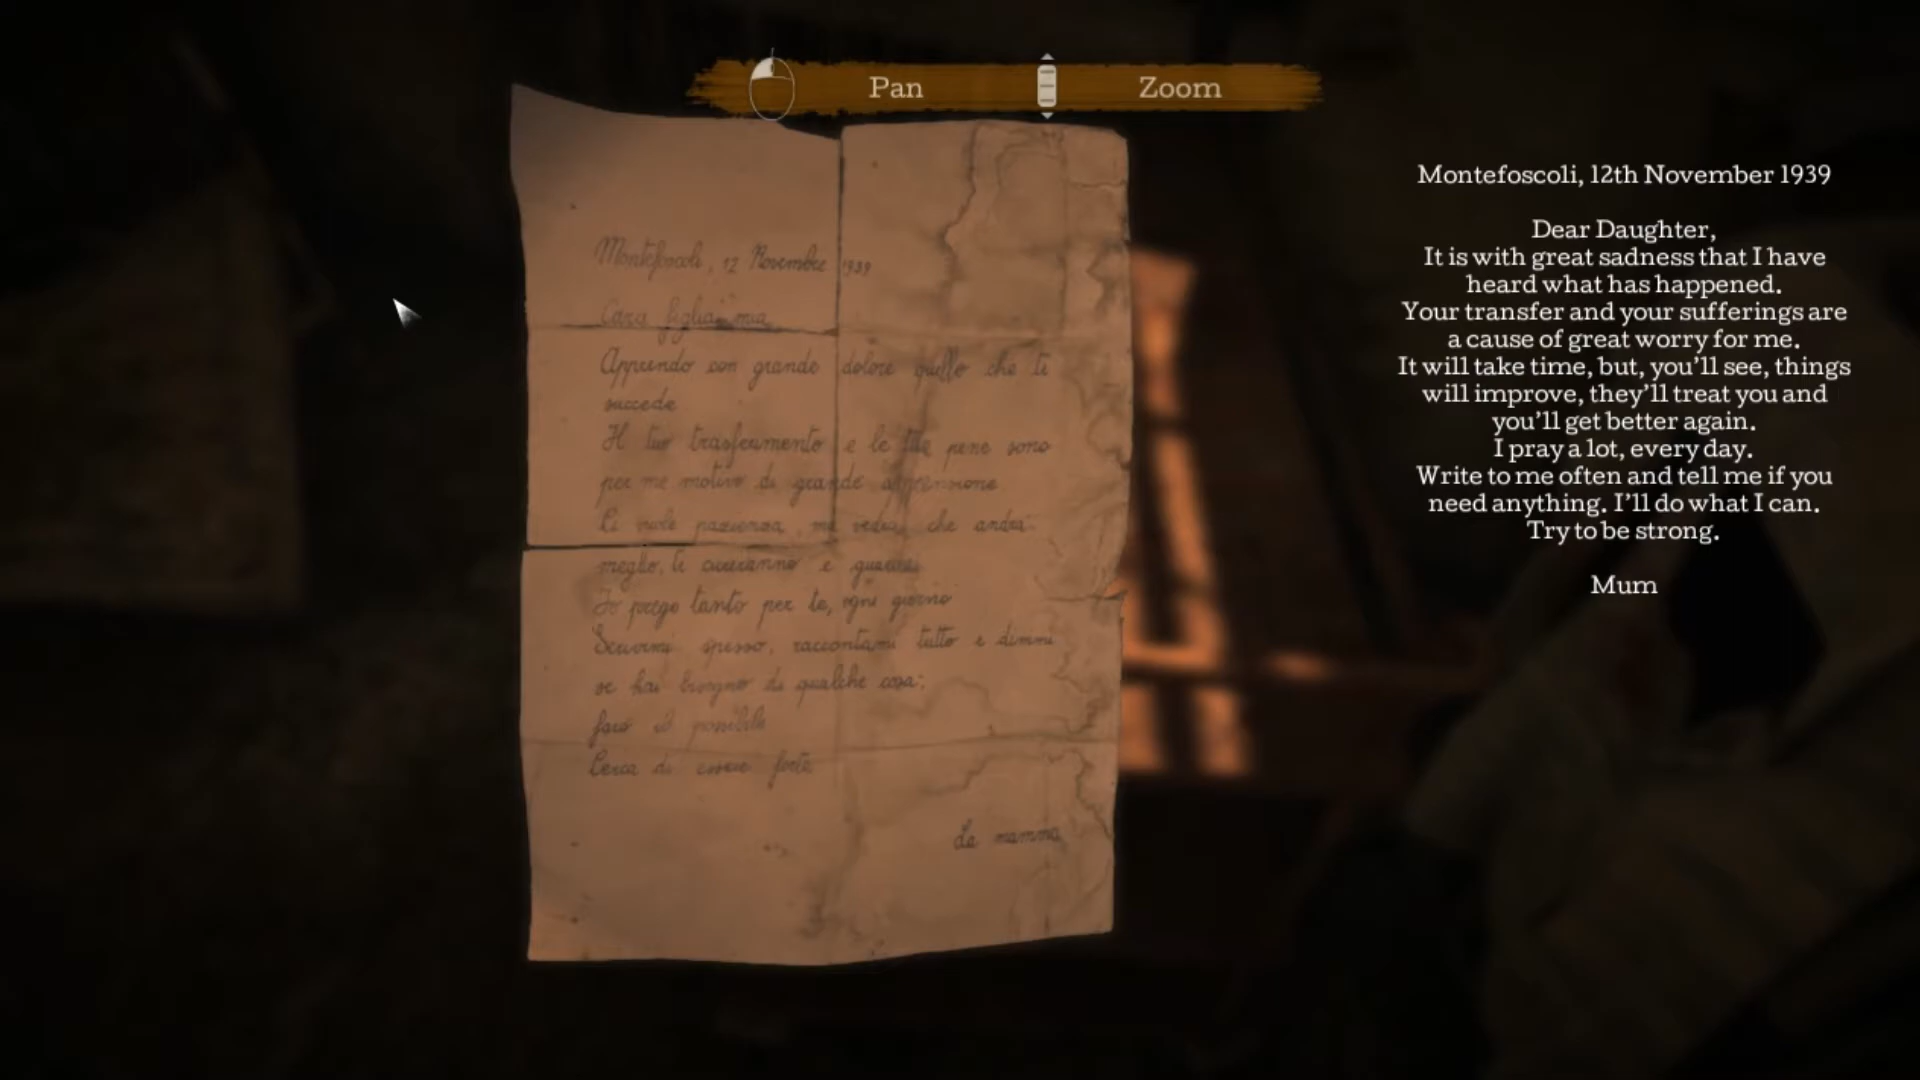 Pan
Zoom
Montefoscoli, 12 Novembre 1939
Cara figlia mia
Apprendo con grande dolore quello che ti
succede
Il tuo trasferimento e le tue pene sono
per me motivo di grande apprensione
Ci vuole pazienza, ma vedrai che andrà
meglio, ti cureranno e guarirai
Io prego tanto per te, ogni giorno
Scrivimi spesso, raccontami tutto e dimmi
se hai bisogno di qualche cosa:
farò il possibile
Cerca di essere forte
La mamma
Montefoscoli, 12th November 1939
Dear Daughter,
It is with great sadness that I have
heard what has happened.
Your transfer and your sufferings are
a cause of great worry for me.
It will take time, but, you'll see, things
will improve, they'll treat you and
you'll get better again.
I pray a lot, every day.
Write to me often and tell me if you
need anything. I'll do what I can.
Try to be strong.
Mum